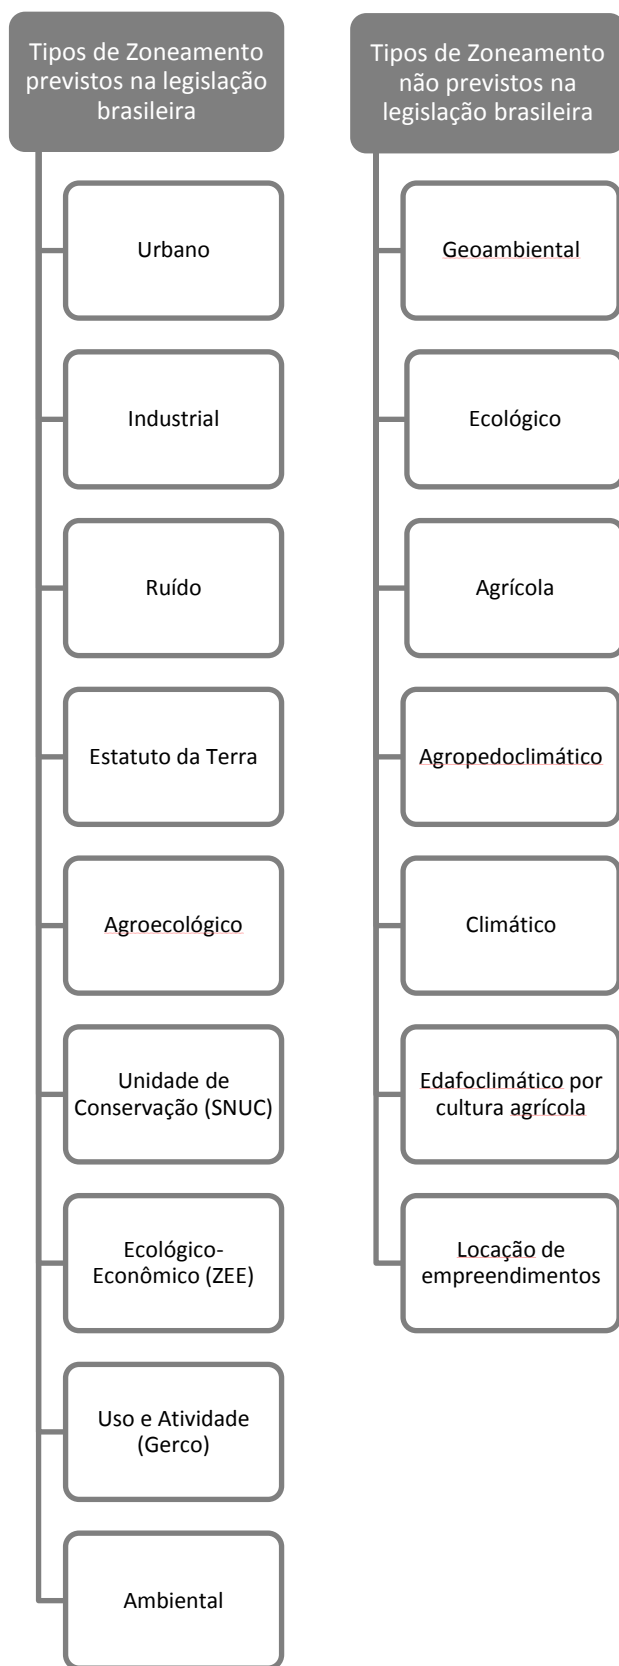 Tipos de Zoneamento
previstos na legislação
brasileira
Urbano
Industrial
Ruído
Estatuto da Terra
Agroecológico
Unidade de
Conservação (SNUC)
Ecológico-
Econômico (ZEE)
Uso e Atividade
(Gerco)
Ambiental
Tipos de Zoneamento
não previstos na
legislação brasileira
Geoambiental
Ecológico
Agrícola
Agropedoclimático
Climático
Edafoclimático por
cultura agrícola
Locação de
empreendimentos